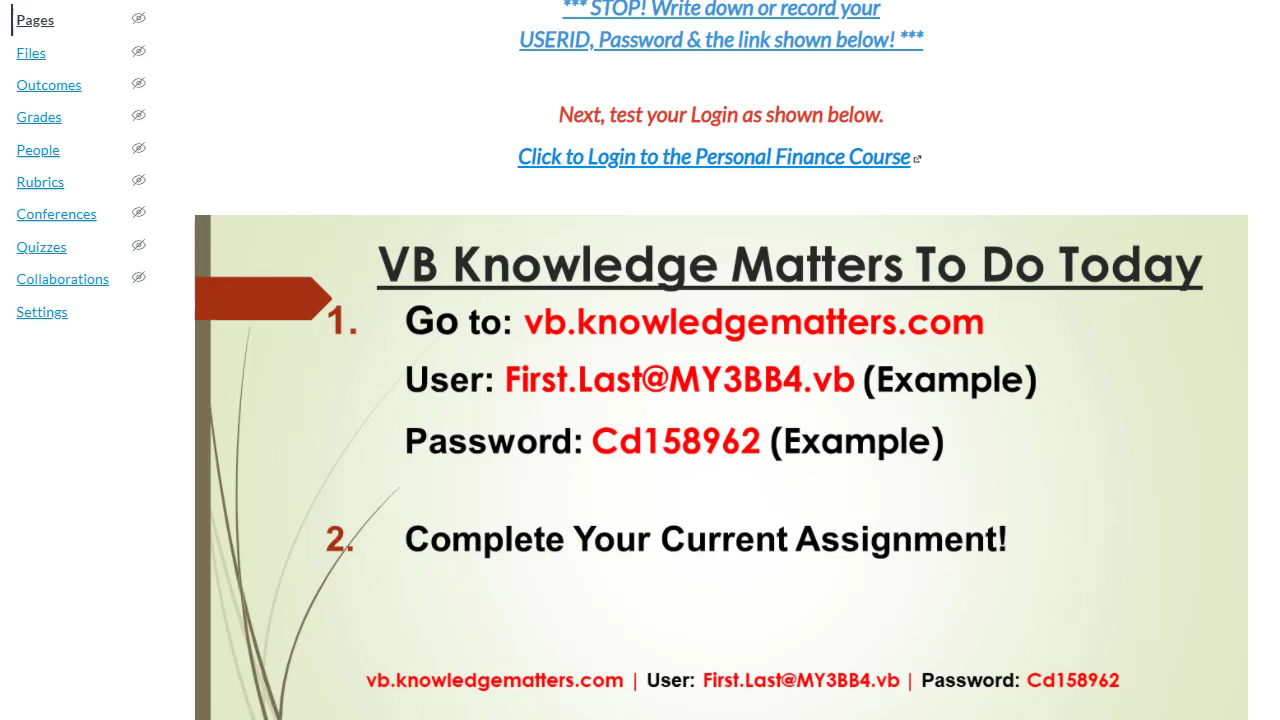 Pages
Files
Outcomes
Grades
People
Rubrics
Conferences
Quizzes
Collaborations
Settings
*** STOP! Write down or record your
USERID, Password & the link shown below! ***
Next, test your Login as shown below.
Click to Login to the Personal Finance Course
VB Knowledge Matters To Do Today
1. Go to: vb.knowledgematters.com
User: First.Last@MY3BB4.vb (Example)
Password: Cd158962 (Example)
2. Complete Your Current Assignment!
vb.knowledgematters.com | User: First.Last@MY3BB4.vb | Password: Cd158962